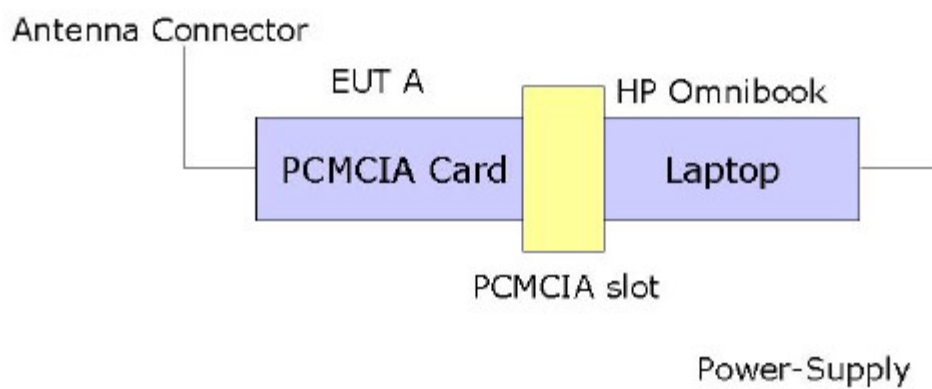 Antenna Connector
EUT A
HP Omnibook
PCMCIA Card
Laptop
PCMCIA slot
Power-Supply